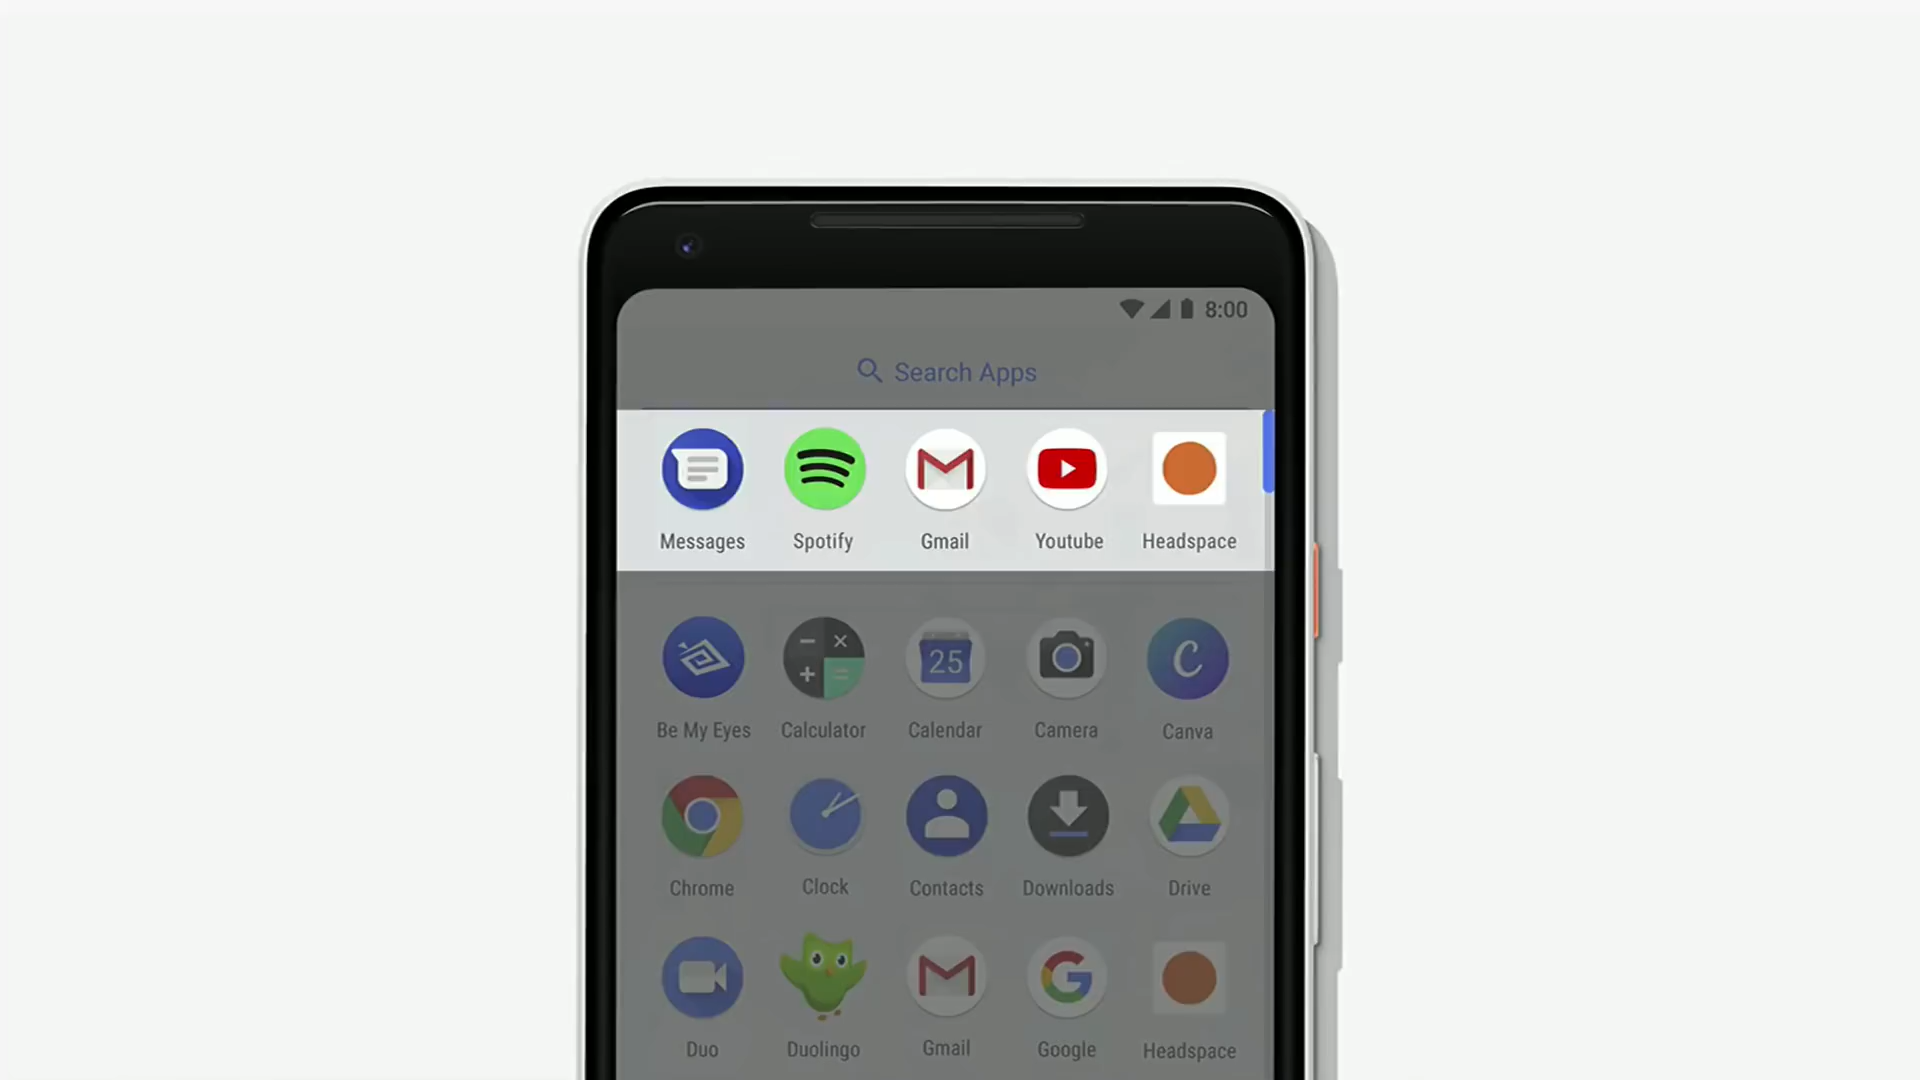 8:00
Search Apps
Messages Spotify Gmail Youtube Headspace
25
Be My Eyes Calculator Calendar Camera Canva
Chrome Clock Contacts Downloads Drive
Duo Duolingo Gmail Google Headspace